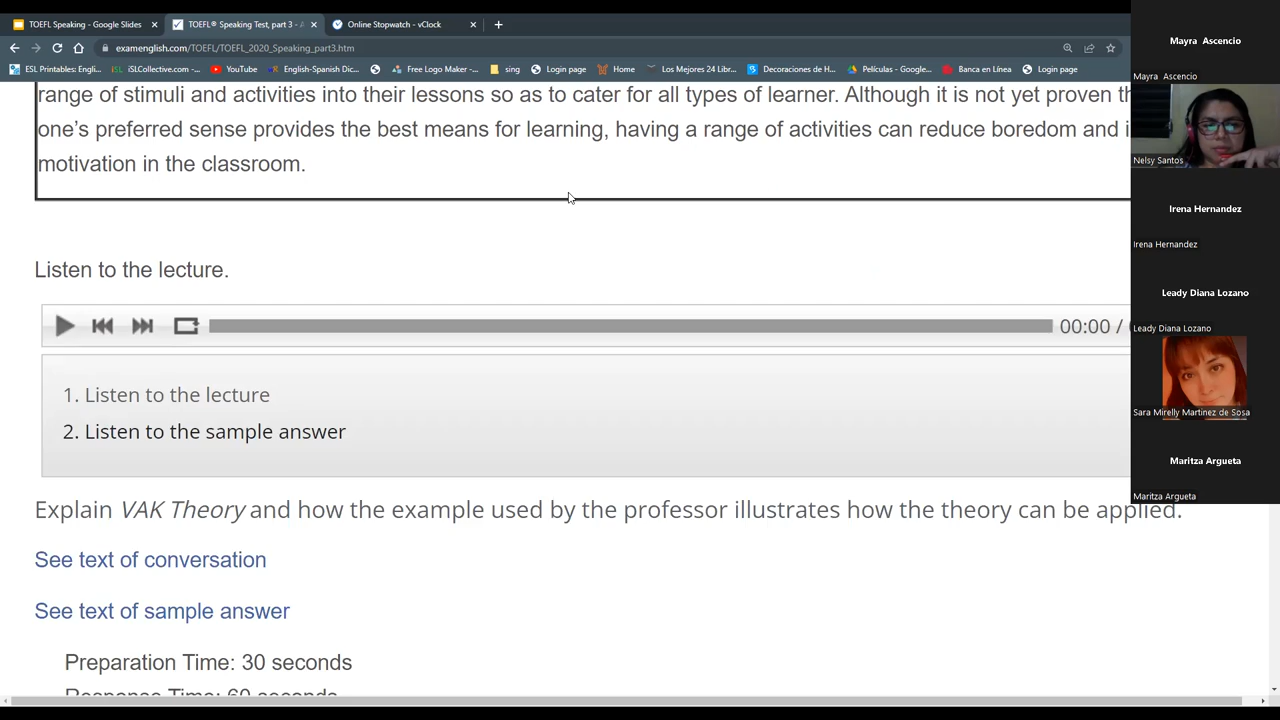 TOEFL Speaking - Google Slides
TOEFL® Speaking Test, part 3 - A
Online Stopwatch - vClock
examenglish.com/TOEFL/TOEFL_2020_Speaking_part3.htm
ESL Printables: Engli...
iSLCollective.com -...
YouTube
English-Spanish Dic...
Free Logo Maker -...
sing
Login page
Home
Los Mejores 24 Libr...
Decoraciones de H...
Películas - Google...
Banca en Línea
Login page
range of stimuli and activities into their lessons so as to cater for all types of learner. Although it is not yet proven
one's preferred sense provides the best means for learning, having a range of activities can reduce boredom and
motivation in the classroom.
Listen to the lecture.
00:00 /
1. Listen to the lecture
2. Listen to the sample answer
Explain VAK Theory and how the example used by the professor illustrates how the theory can be applied.
See text of conversation
See text of sample answer
Preparation Time: 30 seconds
Response Time: 60 seconds
Mayra Ascencio
Mayra Ascencio
Nelsy Santos
Irena Hernandez
Irena Hernandez
Leady Diana Lozano
Leady Diana Lozano
Sara Mirelly Martinez de Sosa
Maritza Argueta
Maritza Argueta